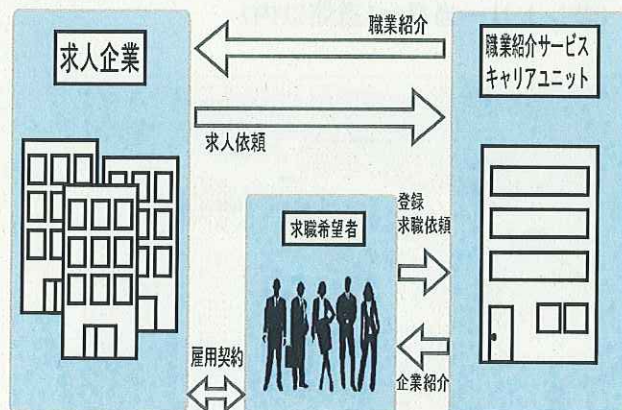 職業紹介
求人企業
職業紹介サービス
キャリアユニット
求人依頼
求職希望者
登録
求職依頼
雇用契約
企業紹介